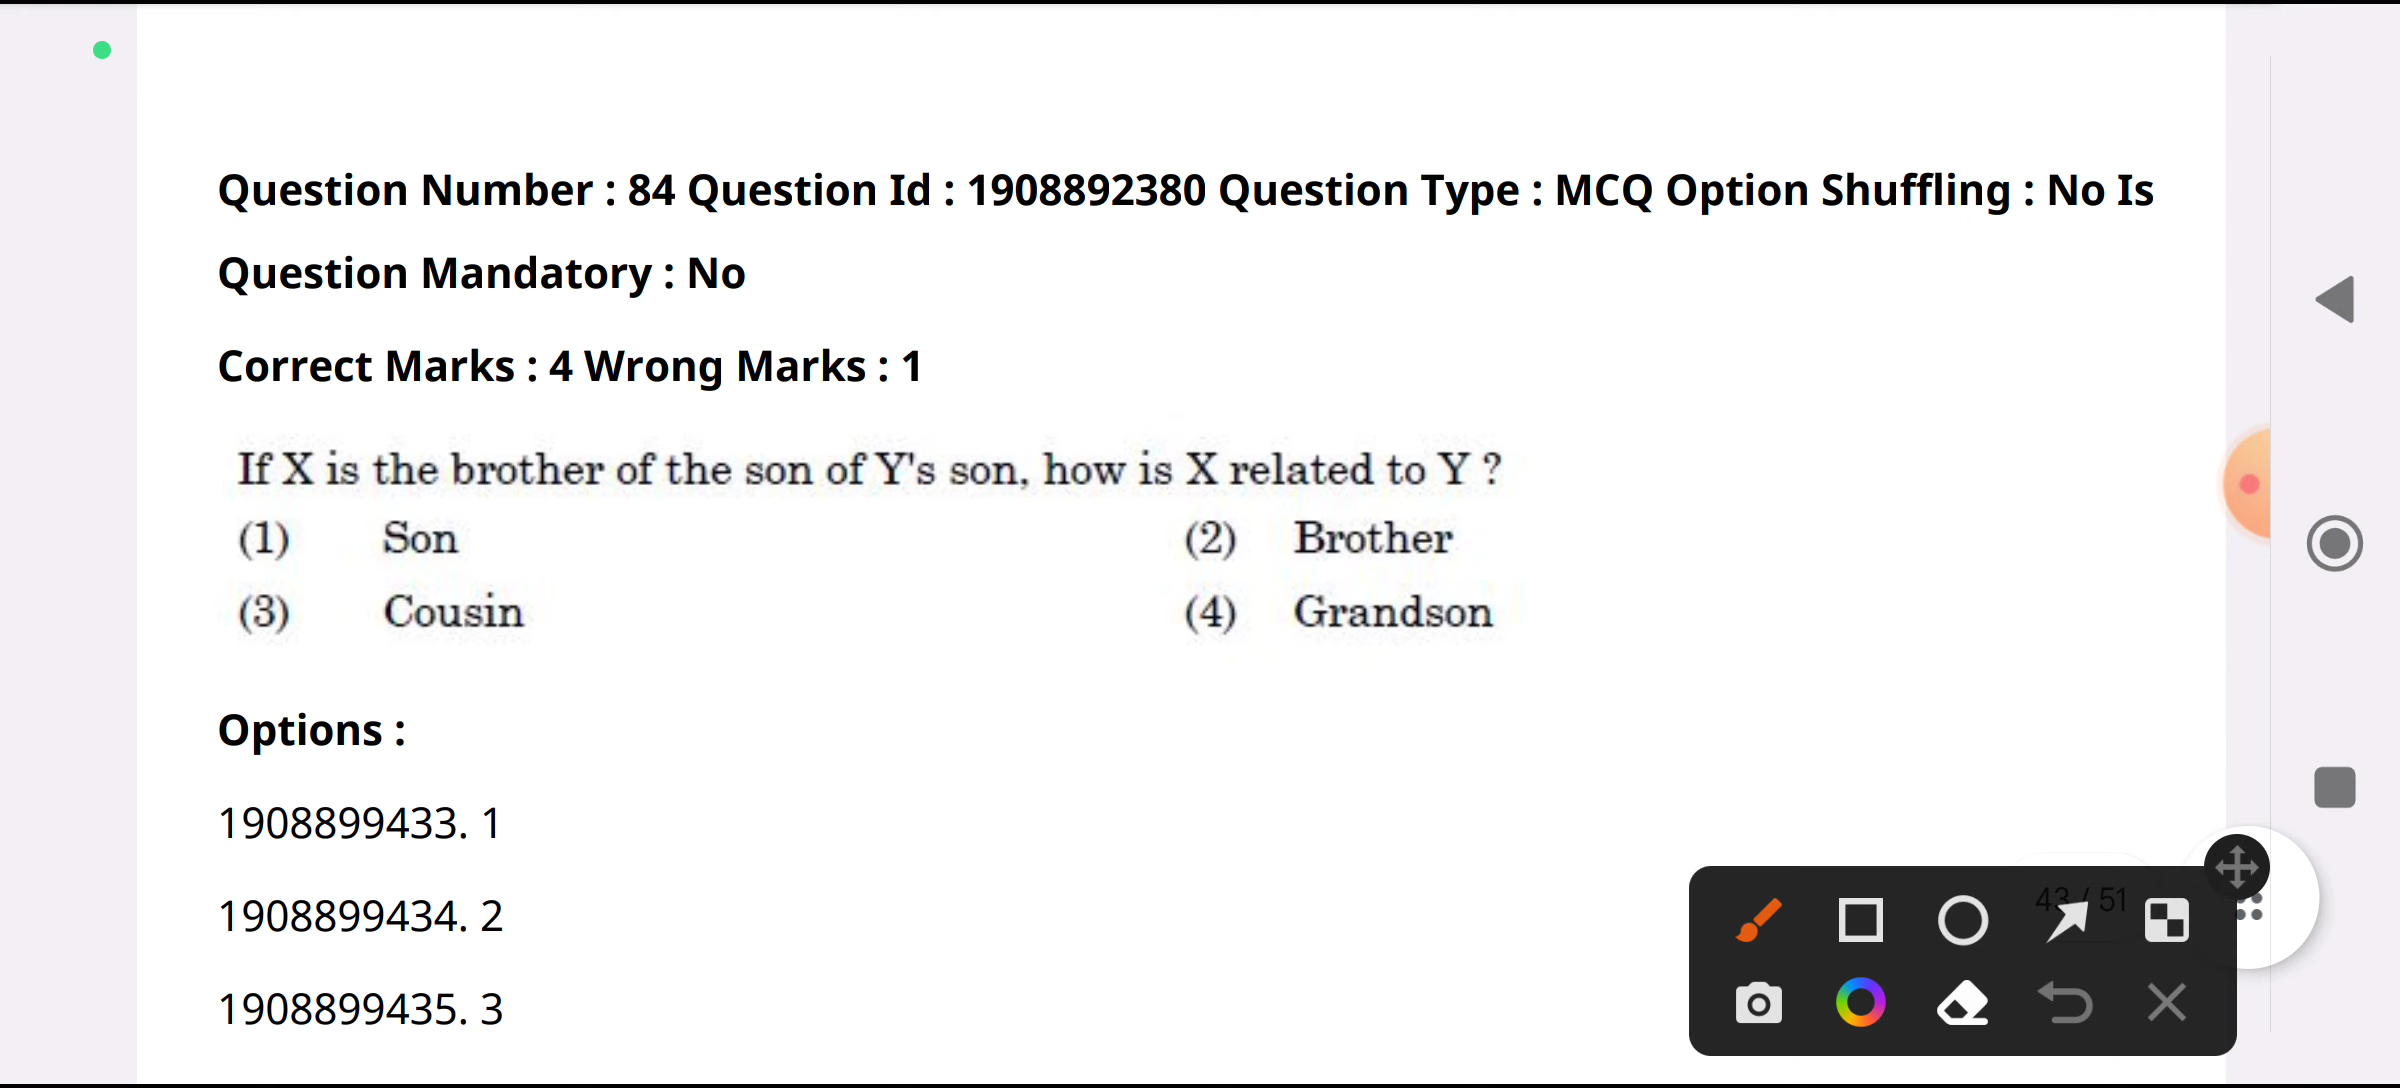 Question Number : 84 Question Id : 1908892380 Question Type : MCQ Option Shuffling : No Is
Question Mandatory : No
Correct Marks : 4 Wrong Marks : 1
If X is the brother of the son of Y's son, how is X related to Y ?
(1) Son (2) Brother
(3) Cousin (4) Grandson
Options :
1908899433. 1
1908899434. 2
1908899435. 3
43 / 51